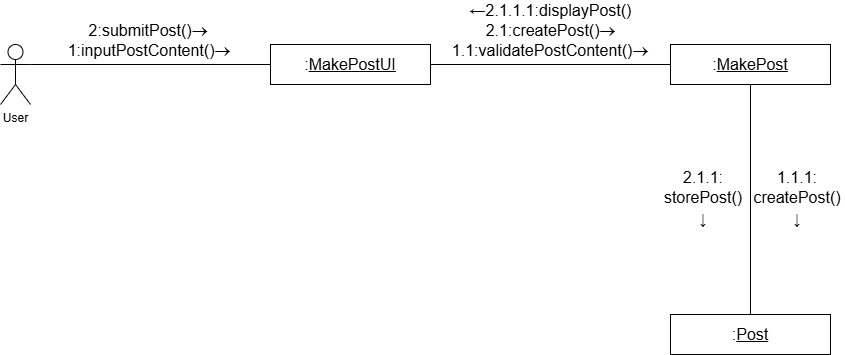 ←2.1.1.1:displayPost()
2:submitPost()→
2.1:createPost()→
1:inputPostContent()→
1.1:validatePostContent()→
:MakePostUI
:MakePost
User
2.1.1:
storePost()
↓
1.1.1:
createPost()
↓
:Post